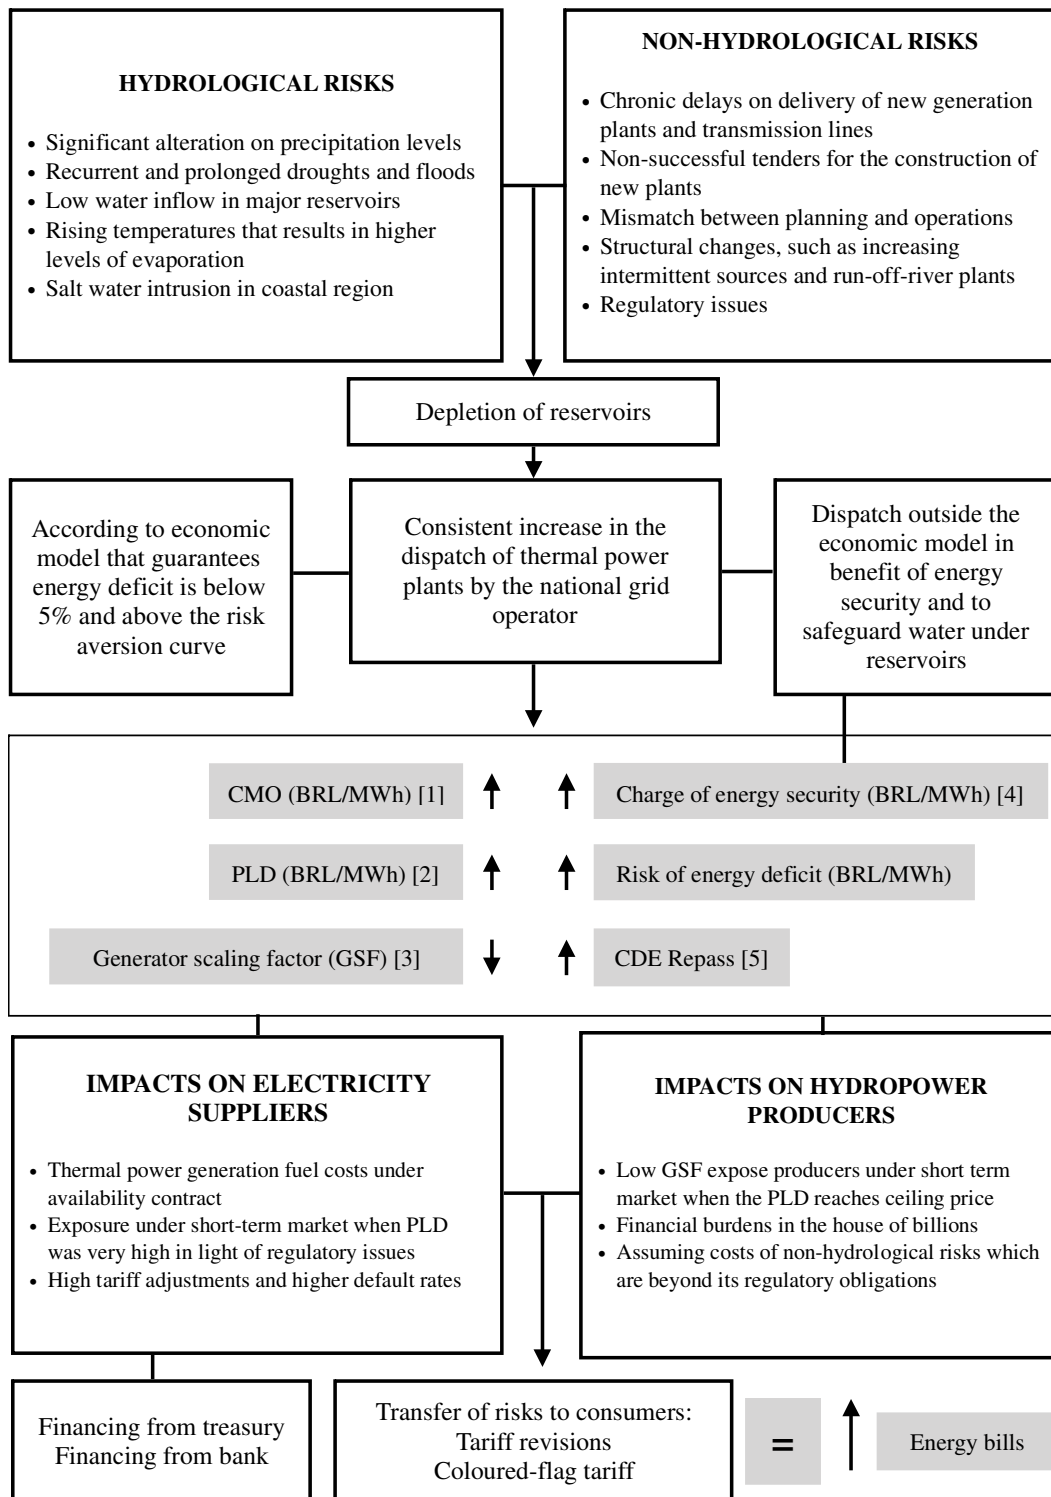 HYDROLOGICAL RISKS
• Significant alteration on precipitation levels
• Recurrent and prolonged droughts and floods
• Low water inflow in major reservoirs
• Rising temperatures that results in higher
levels of evaporation
• Salt water intrusion in coastal region
NON-HYDROLOGICAL RISKS
• Chronic delays on delivery of new generation
plants and transmission lines
• Non-successful tenders for the construction of
new plants
• Mismatch between planning and operations
• Structural changes, such as increasing
intermittent sources and run-off-river plants
• Regulatory issues
Depletion of reservoirs
According to economic
model that guarantees
energy deficit is below
5% and above the risk
aversion curve
Consistent increase in the
dispatch of thermal power
plants by the national grid
operator
Dispatch outside the
economic model in
benefit of energy
security and to
safeguard water under
reservoirs
CMO (BRL/MWh) [1]
Charge of energy security (BRL/MWh) [4]
PLD (BRL/MWh) [2]
Risk of energy deficit (BRL/MWh)
Generator scaling factor (GSF) [3]
CDE Repass [5]
IMPACTS ON ELECTRICITY
SUPPLIERS
• Thermal power generation fuel costs under
availability contract
• Exposure under short-term market when PLD
was very high in light of regulatory issues
• High tariff adjustments and higher default rates
IMPACTS ON HYDROPOWER
PRODUCERS
• Low GSF expose producers under short term
market when the PLD reaches ceiling price
• Financial burdens in the house of billions
• Assuming costs of non-hydrological risks which
are beyond its regulatory obligations
Financing from treasury
Financing from bank
Transfer of risks to consumers:
Tariff revisions
Coloured-flag tariff
=
Energy bills